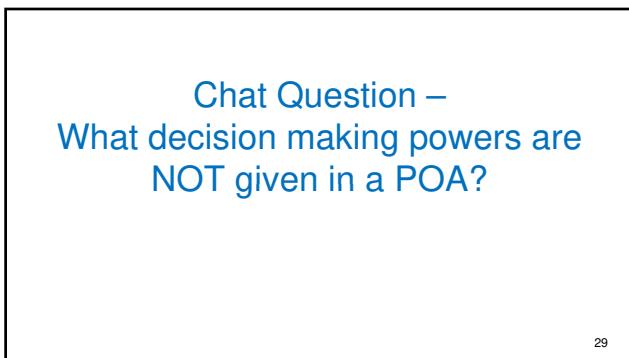 Chat Question –
What decision making powers are
NOT given in a POA?
29